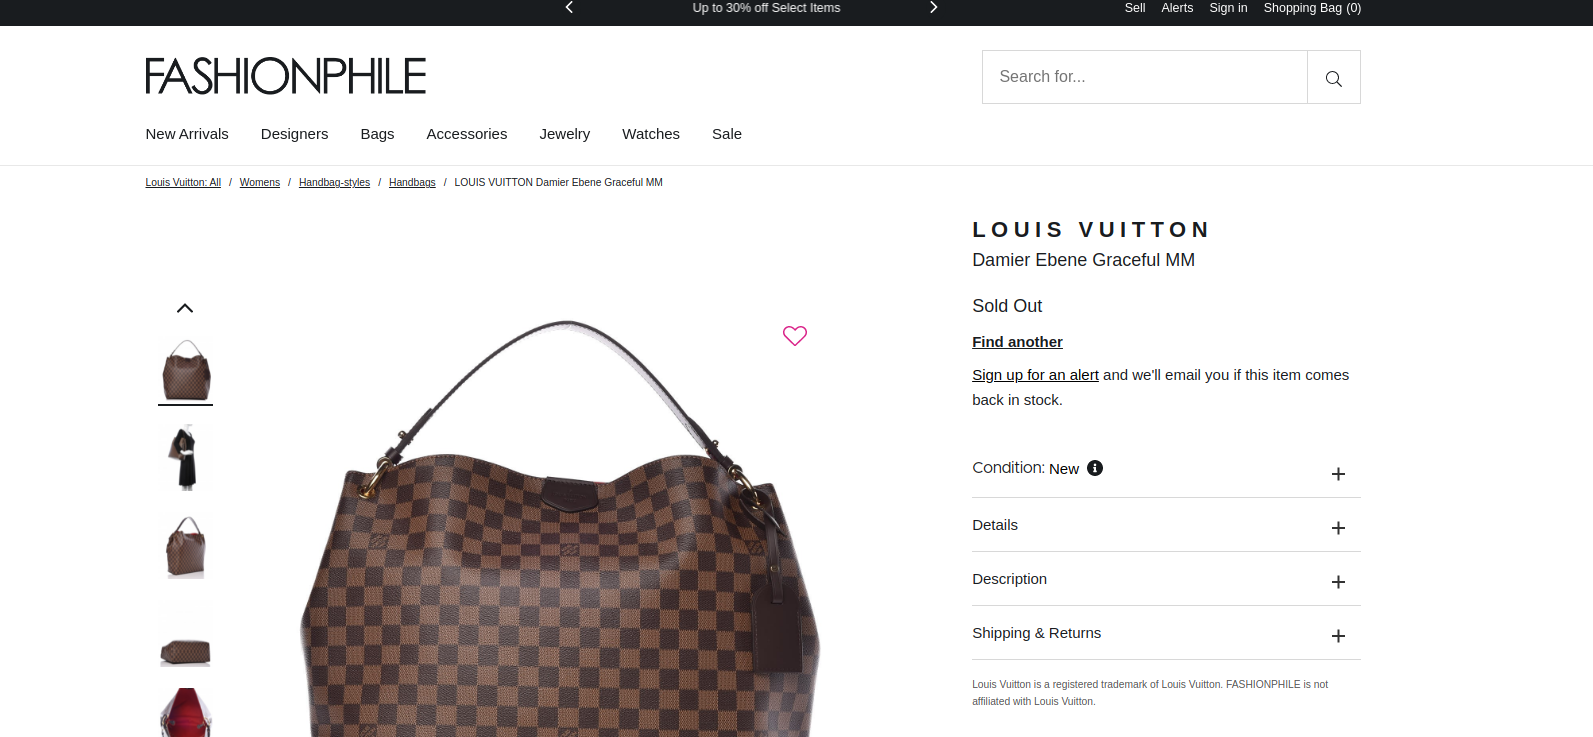 Up to 30% off Select Items
Sell Alerts Sign in Shopping Bag (0)
FASHIONPHILE
Search for...
New Arrivals Designers Bags Accessories Jewelry Watches Sale
Louis Vuitton: All / Womens / Handbag-styles / Handbags / LOUIS VUITTON Damier Ebene Graceful MM
LOUIS VUITTON
Damier Ebene Graceful MM
Sold Out
Find another
Sign up for an alert and we'll email you if this item comes
back in stock.
Condition: New
Details
Description
Shipping & Returns
Louis Vuitton is a registered trademark of Louis Vuitton. FASHIONPHILE is not
affiliated with Louis Vuitton.